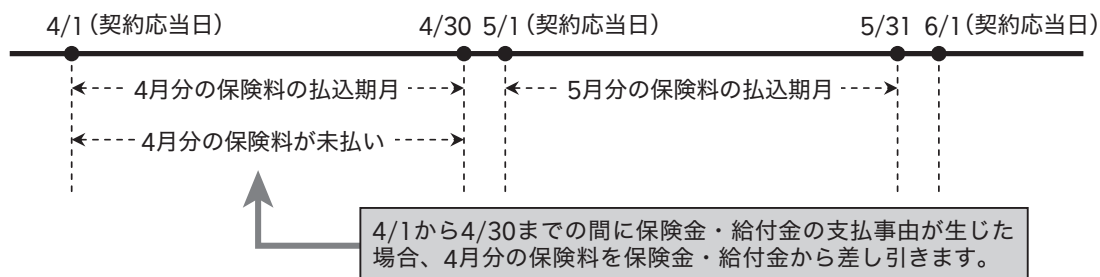 4/1(契約応当日)
4/30
5/1(契約応当日)
5/31
6/1(契約応当日)
4月分の保険料の払込期月
5月分の保険料の払込期月
4月分の保険料が未払い
4/1から4/30までの間に保険金・給付金の支払事由が生じた
場合、4月分の保険料を保険金・給付金から差し引きます。